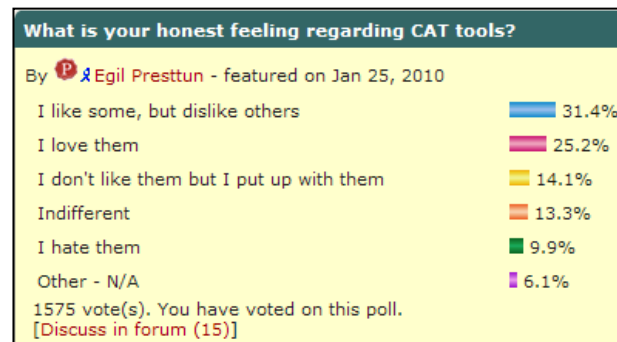 What is your honest feeling regarding CAT tools?
By P Egil Presttun - featured on Jan 25, 2010
I like some, but dislike others 31.4%
I love them 25.2%
I don't like them but I put up with them 14.1%
Indifferent 13.3%
I hate them 9.9%
Other - N/A 6.1%
1575 vote(s). You have voted on this poll.
[Discuss in forum (15)]